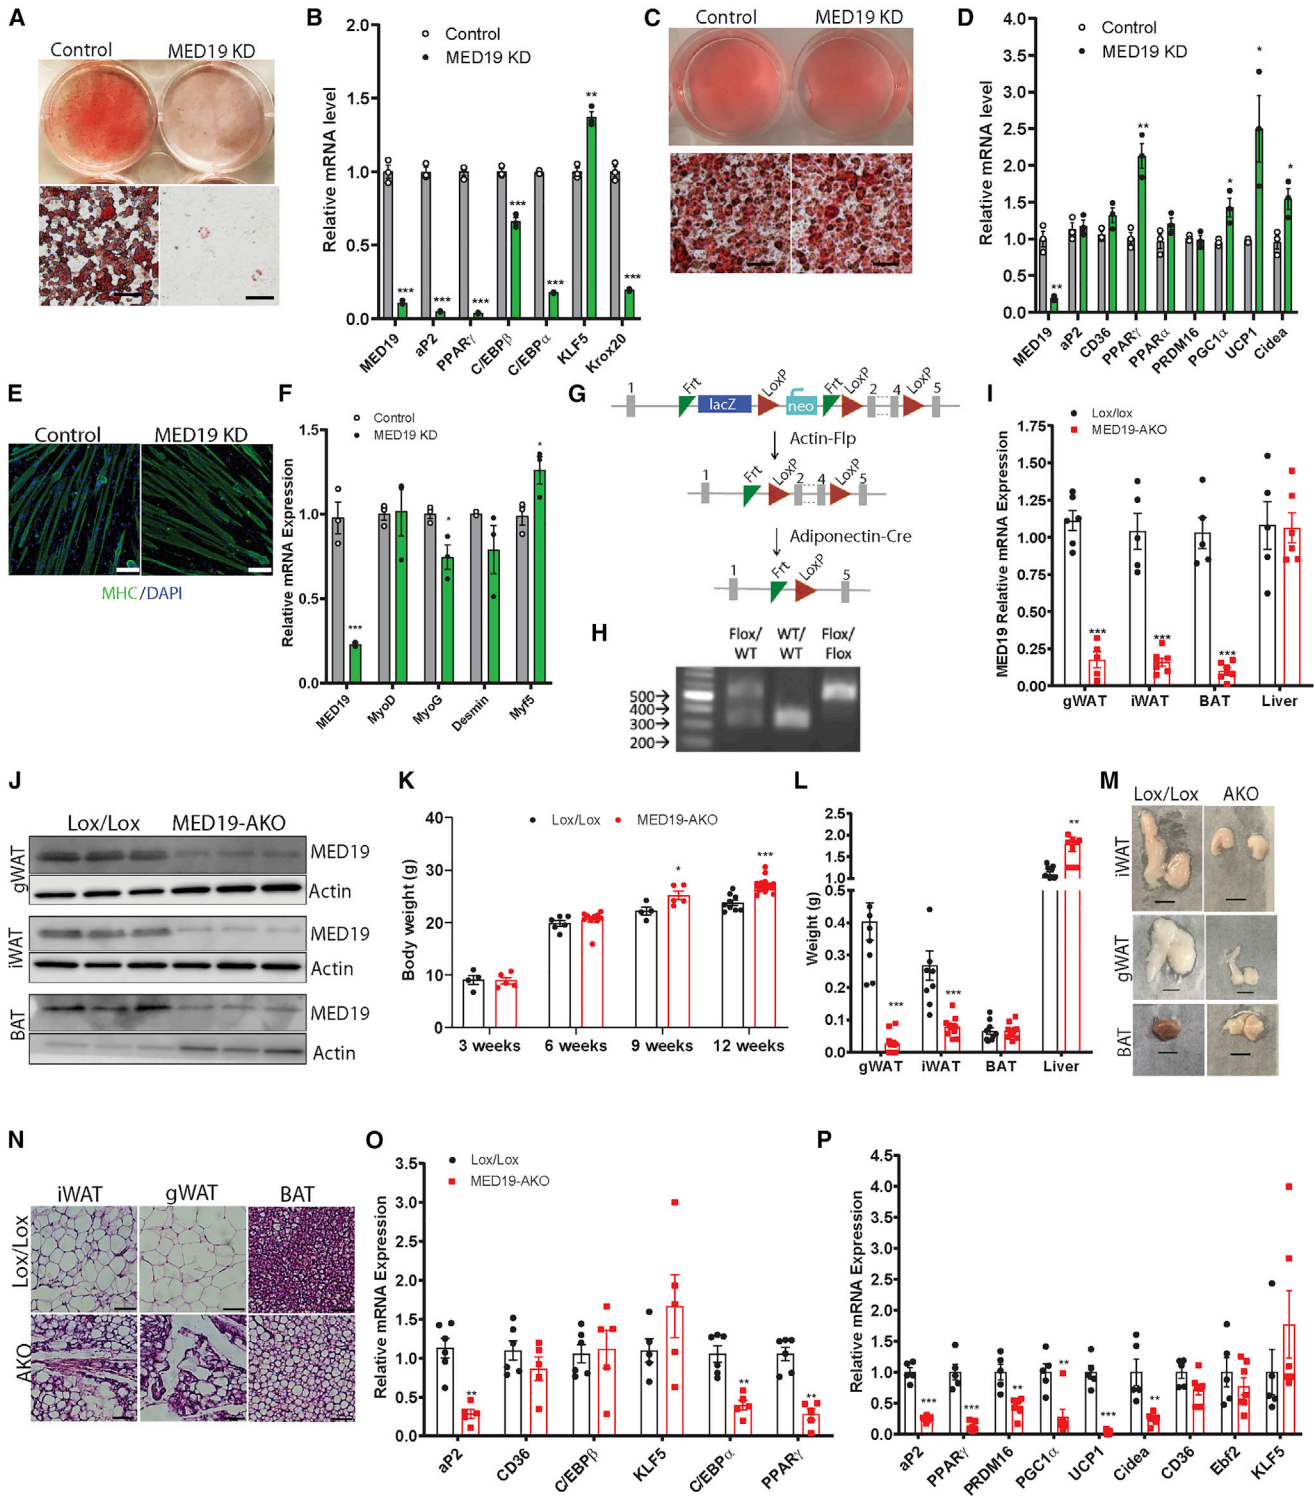 A
Control MED19 KD
B
Relative mRNA level
2.0
1.5
1.0
0.5
0.0
Control
MED19 KD
*** *** *** *** *** ** ***
MED19 aP2 PPARγ C/EBPβ C/EBPα KLF5 Krox20
C
Control MED19 KD
D
Relative mRNA level
4.0
3.5
3.0
2.5
2.0
1.5
1.0
0.5
0.0
Control
MED19 KD
** ** * * *
MED19 aP2 CD36 PPARγ PPARα PRDM16 PGC1α UCP1 Cidea
E
Control MED19 KD
MHC/DAPI
F
Relative mRNA Expression
1.5
1.0
0.5
0.0
Control
MED19 KD
*** * *
MED19 MyoD MyoG Desmin Myf5
G
1 Frt lacZ LoxP neo Frt LoxP 2 4 LoxP 5
Actin-Flp
1 Frt LoxP 2 4 LoxP 5
Adiponectin-Cre
1 Frt LoxP 5
H
Flox/ WT/ Flox/
WT WT Flox
500→
400→
300→
200→
I
MED19 Relative mRNA Expression
1.75
1.50
1.25
1.00
0.75
0.50
0.25
0.00
Lox/lox
MED19-AKO
*** *** ***
gWAT iWAT BAT Liver
J
Lox/Lox MED19-AKO
gWAT MED19
Actin
iWAT MED19
Actin
BAT MED19
Actin
K
Body weight (g)
40
30
20
10
0
Lox/Lox MED19-AKO
* ***
3 weeks 6 weeks 9 weeks 12 weeks
L
Weight (g)
2.5
2.0
1.5
1.0
0.5
0.3
0.2
0.1
0.0
*** *** **
gWAT iWAT BAT Liver
M
Lox/Lox AKO
iWAT
gWAT
BAT
N
iWAT gWAT BAT
Lox/Lox
AKO
O
Relative mRNA Expression
3.5
3.0
2.5
2.0
1.5
1.0
0.5
0.0
Lox/Lox
MED19-AKO
** ** **
aP2 CD36 C/EBPβ KLF5 C/EBPα PPARγ
P
Relative mRNA Expression
4.5
4.0
3.5
3.0
2.5
2.0
1.5
1.0
0.5
0.0
*** *** ** ** *** **
aP2 PPARγ PRDM16 PGC1α UCP1 Cidea CD36 Ebf2 KLF5